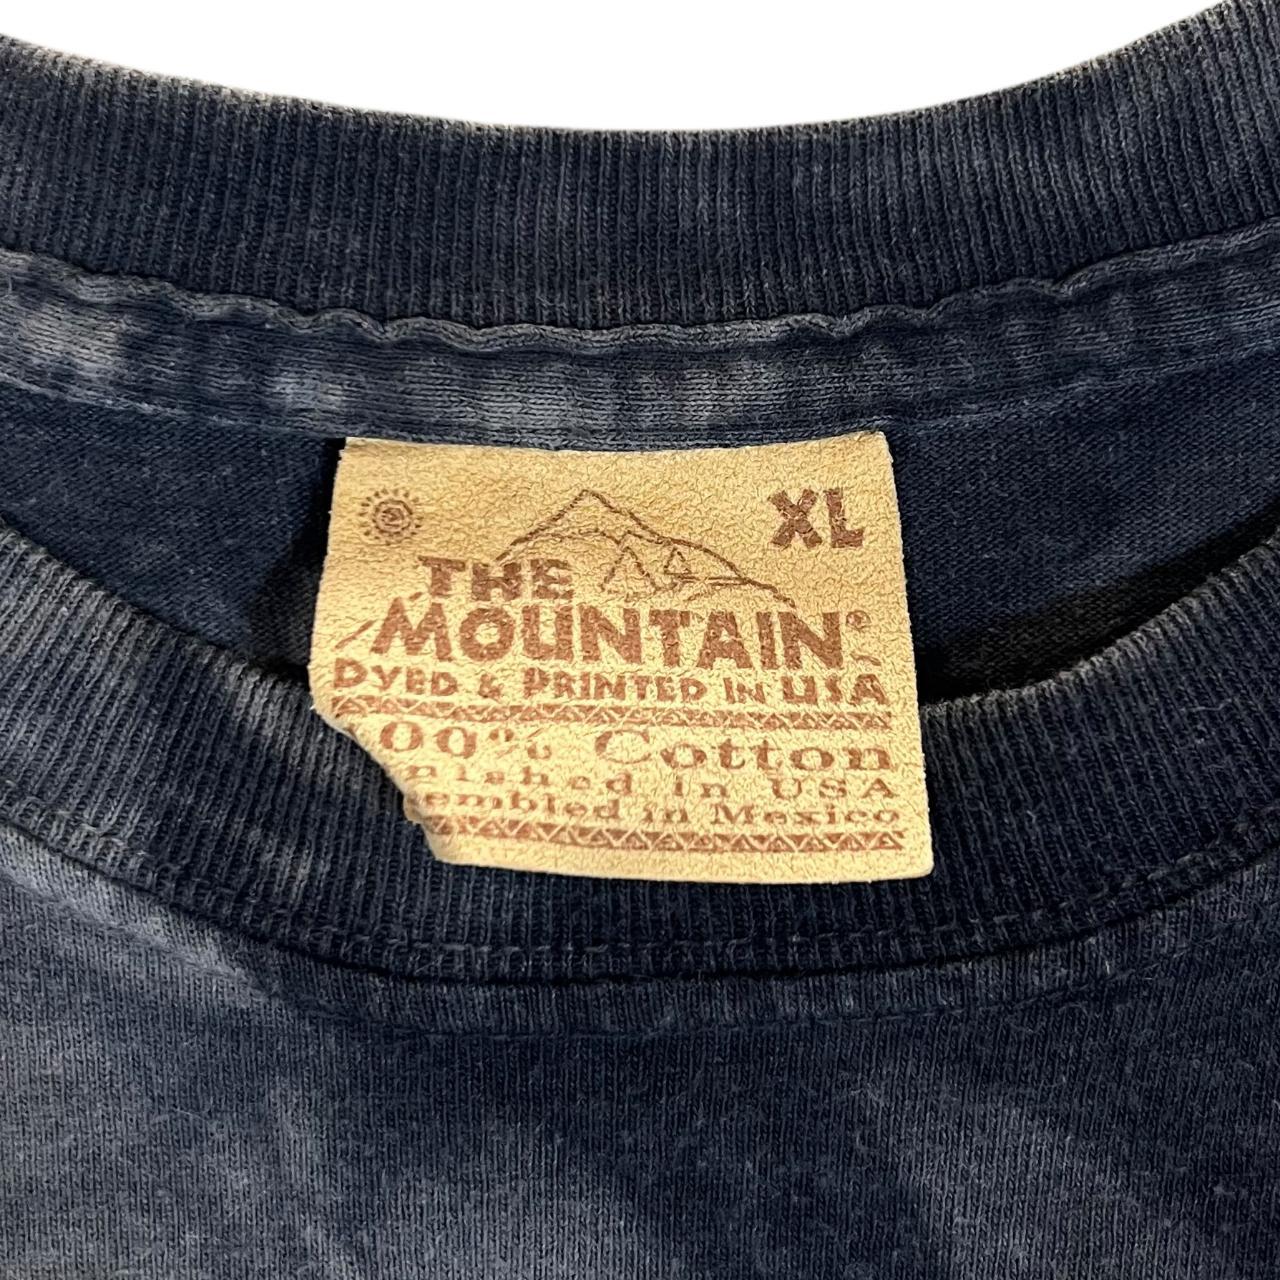 XL
THE
MOUNTAIN®
DYED & PRINTED IN USA
00% Cotton
nished in USA
embled in Mexico